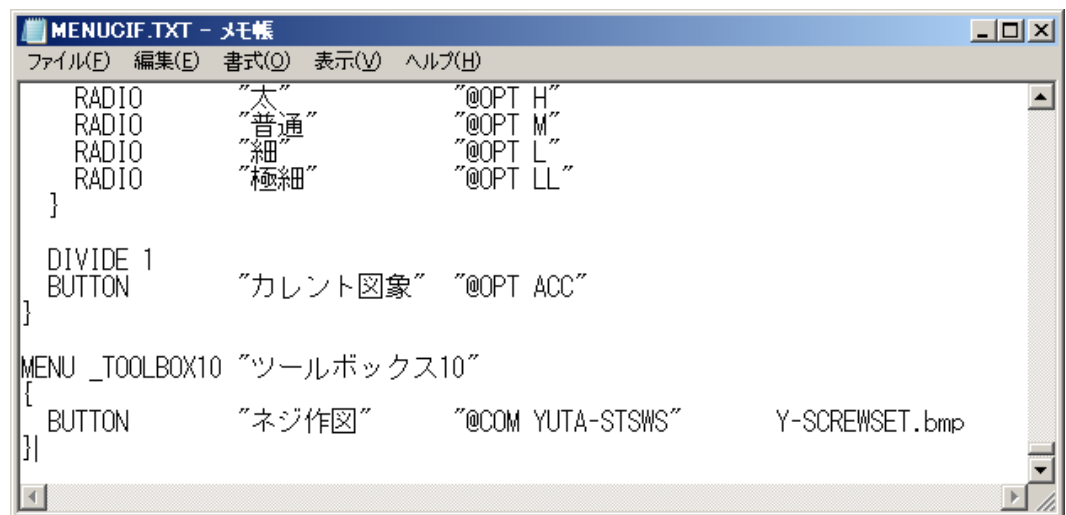 MENUCIF.TXT - メモ帳
ファイル(F) 編集(E) 書式(O) 表示(V) ヘルプ(H)
RADIO "太" "@OPT H"
RADIO "普通" "@OPT M"
RADIO "細" "@OPT L"
RADIO "極細" "@OPT LL"
}
DIVIDE 1
BUTTON "カレント図象" "@OPT ACC"
}
MENU _TOOLBOX10 "ツールボックス10"
{
BUTTON "ネジ作図" "@COM YUTA-STSWS" Y-SCREWSET.bmp
}